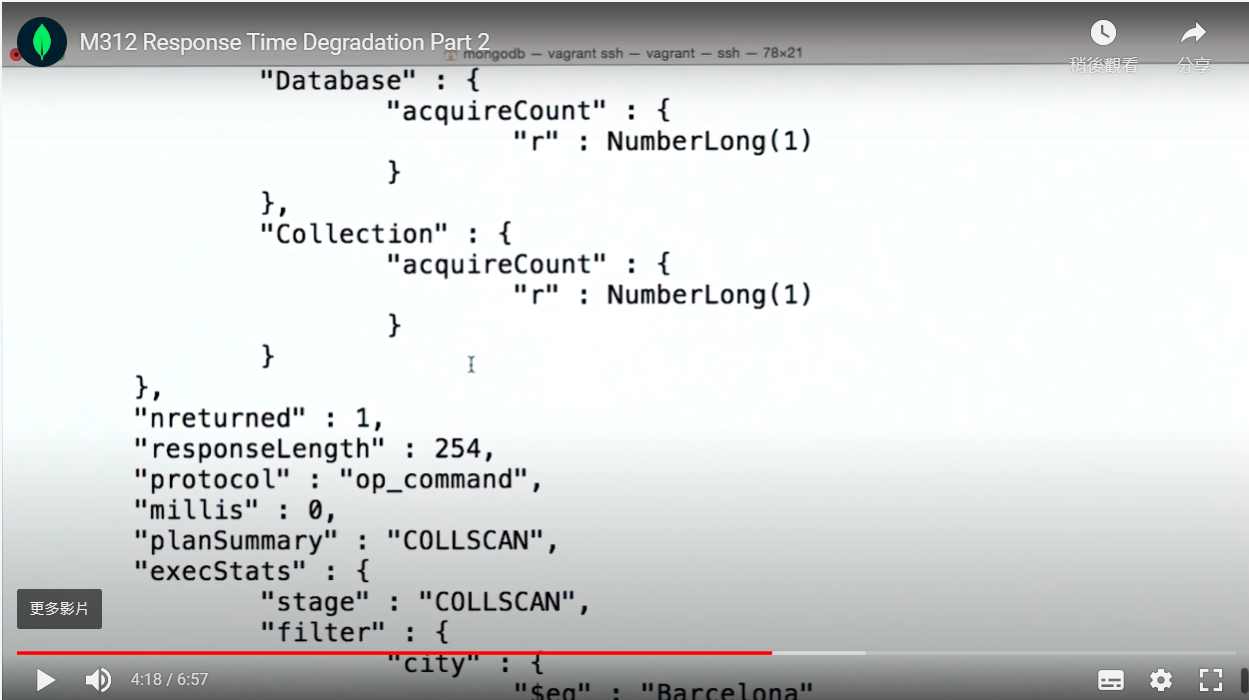 M312 Response Time Degradation Part 2
mongodb — vagrant ssh — vagrant — ssh — 78×21
稍後觀看
分享
"Database" : {
"acquireCount" : {
"r" : NumberLong(1)
}
},
"Collection" : {
"acquireCount" : {
"r" : NumberLong(1)
}
}
},
"nreturned" : 1,
"responseLength" : 254,
"protocol" : "op_command",
"millis" : 0,
"planSummary" : "COLLSCAN",
"execStats" : {
"stage" : "COLLSCAN",
"filter" : {
"city" : {
"$eq" : "Barcelona"
更多影片
4:18 / 6:57